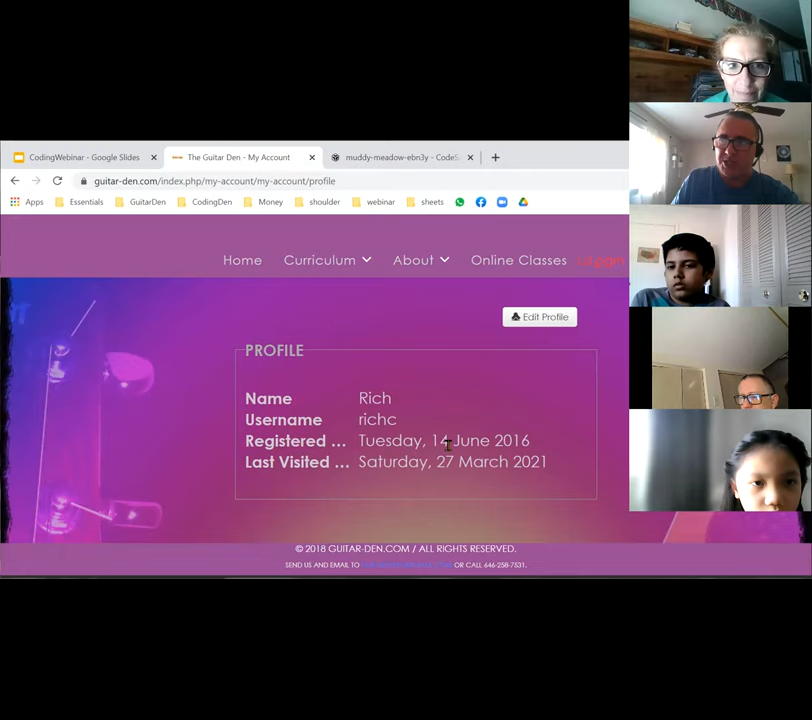 CodingWebinar - Google Slides
The Guitar Den - My Account
muddy-meadow-ebn3y - CodeS
guitar-den.com/index.php/my-account/my-account/profile
Apps Essentials GuitarDen CodingDen Money shoulder webinar sheets
Home Curriculum About Online Classes
Edit Profile
PROFILE
Name Rich
Username richc
Registered ... Tuesday, 14 June 2016
Last Visited ... Saturday, 27 March 2021
© 2018 GUITAR-DEN.COM / ALL RIGHTS RESERVED.
SEND US AND EMAIL TO OR CALL 646-258-7531.